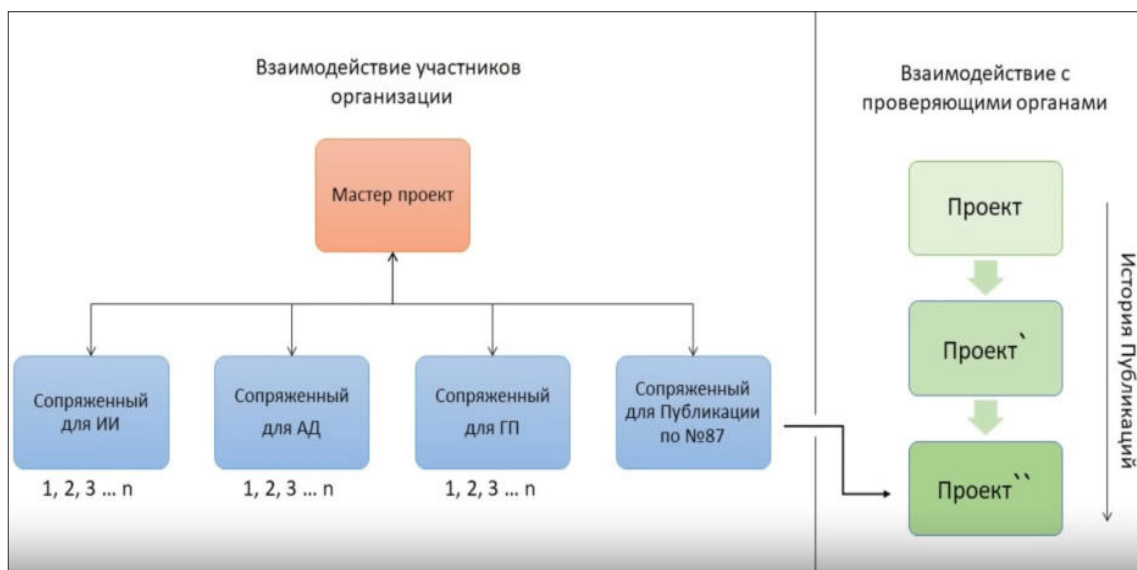 Взаимодействие участников
организации
Мастер проект
Сопряженный
для ИИ
1, 2, 3 ... n
Сопряженный
для АД
1, 2, 3 ... n
Сопряженный
для ГП
1, 2, 3 ... n
Сопряженный
для Публикации
по №87
Взаимодействие с
проверяющими органами
Проект
Проект`
Проект``
История Публикаций